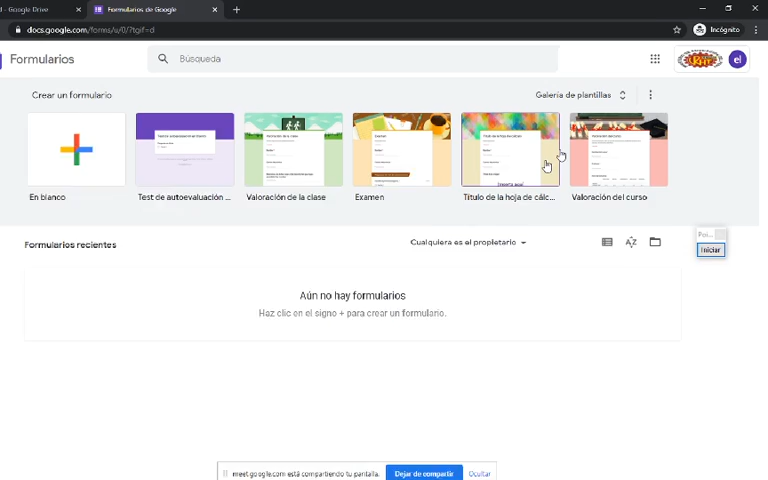 d - Google Drive
Formularios de Google
docs.google.com/forms/u/0/?tgif=d
Incógnito
Formularios
Búsqueda
el
Crear un formulario
Galería de plantillas
En blanco
Test de autoevaluación ...
Valoración de la clase
Examen
Título de la hoja de cálc...
Valoración del curso
Formularios recientes
Cualquiera es el propietario
Iniciar
Aún no hay formularios
Haz clic en el signo + para crear un formulario.
meet.google.com está compartiendo tu pantalla.
Dejar de compartir
Ocultar